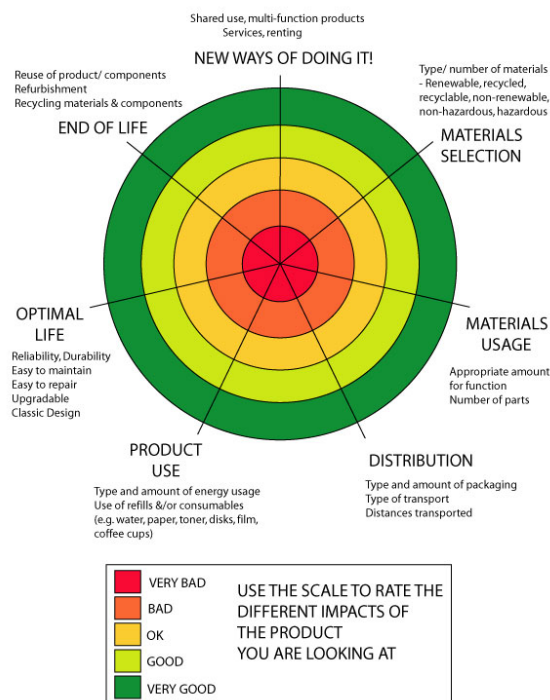 Shared use, multi-function products
Services, renting
NEW WAYS OF DOING IT!
Type/ number of materials
- Renewable, recycled,
recyclable, non-renewable,
non-hazardous, hazardous
MATERIALS
SELECTION
Reuse of product/ components
Refurbishment
Recycling materials & components
END OF LIFE
OPTIMAL
LIFE
Reliability, Durability
Easy to maintain
Easy to repair
Upgradable
Classic Design
MATERIALS
USAGE
Appropriate amount
for function
Number of parts
PRODUCT
USE
Type and amount of energy usage
Use of refills &/or consumables
(e.g. water, paper, toner, disks, film,
coffee cups)
DISTRIBUTION
Type and amount of packaging
Type of transport
Distances transported
VERY BAD
BAD
OK
GOOD
VERY GOOD
USE THE SCALE TO RATE THE
DIFFERENT IMPACTS OF
THE PRODUCT
YOU ARE LOOKING AT